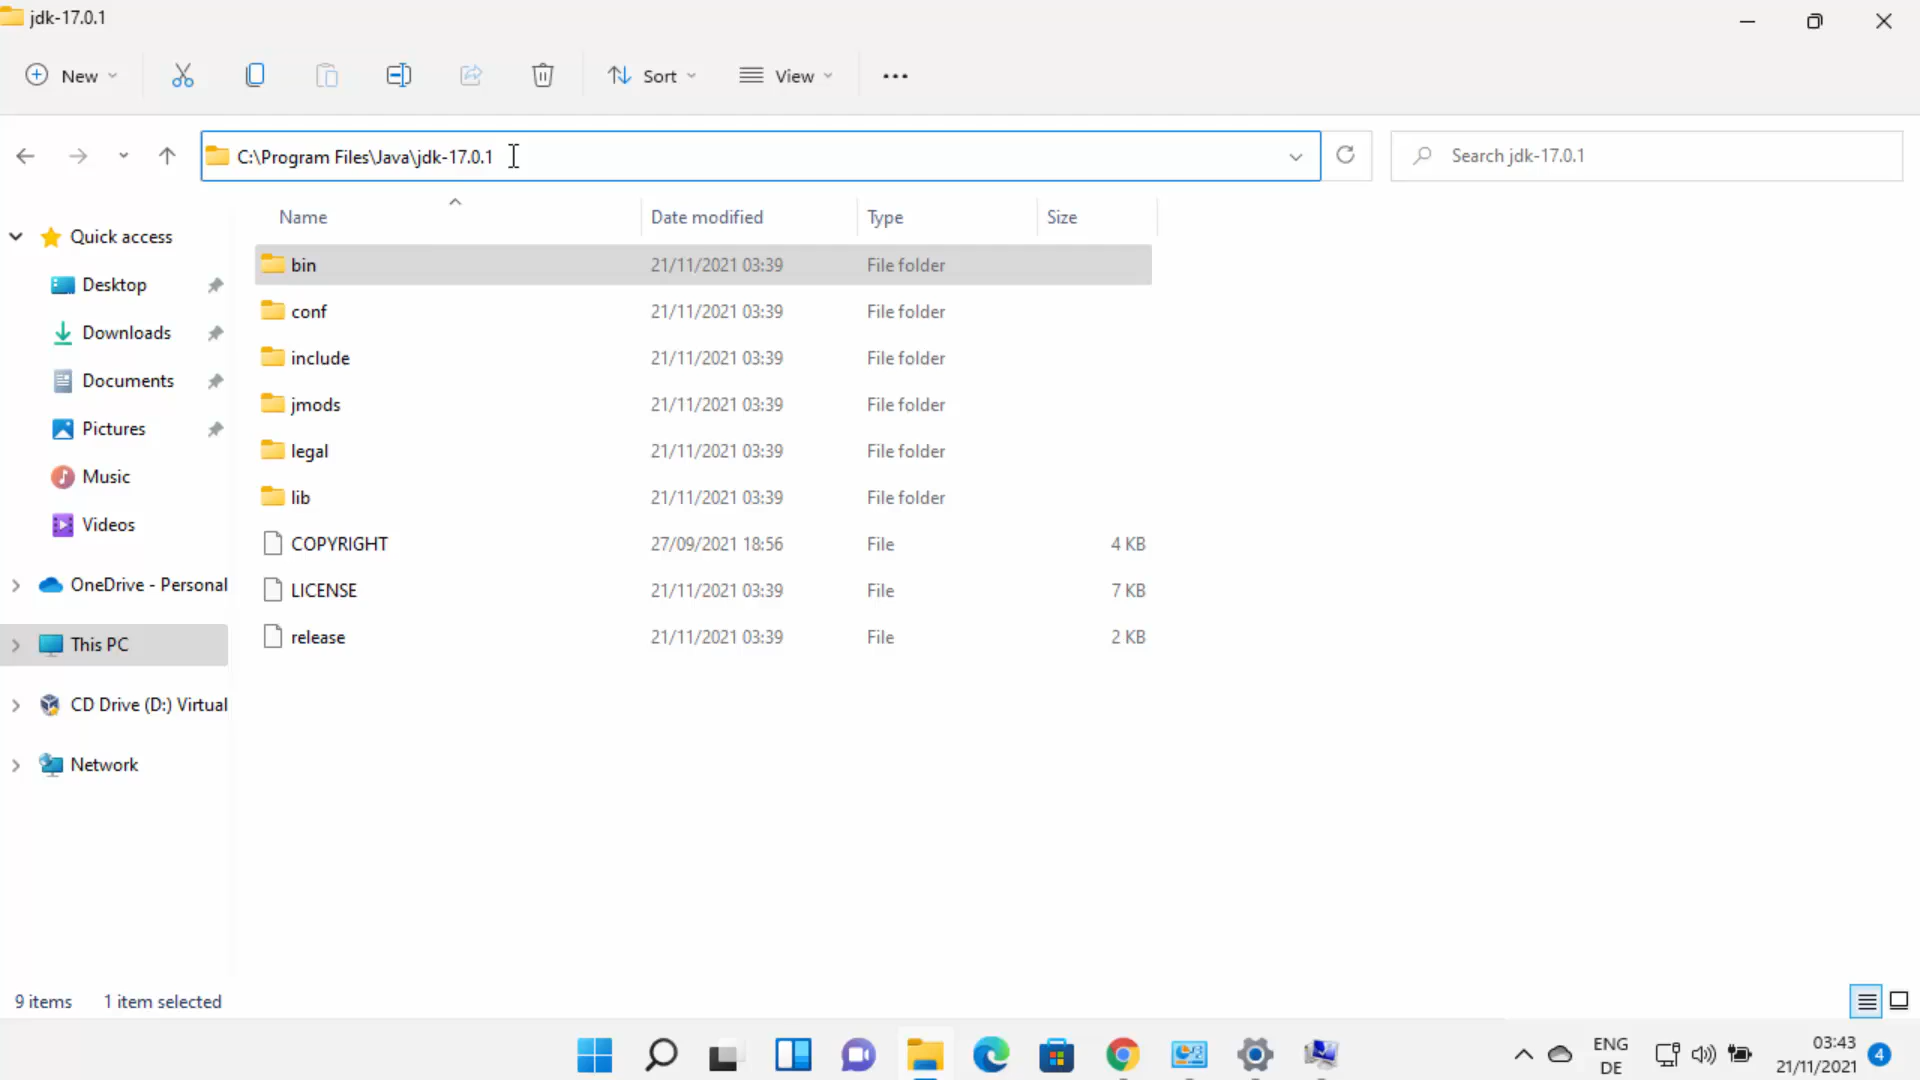 jdk-17.0.1
New
Sort
View
C:\Program Files\Java\jdk-17.0.1
Search jdk-17.0.1
Name
Date modified
Type
Size
Quick access
Desktop
Downloads
Documents
Pictures
Music
Videos
OneDrive - Personal
This PC
CD Drive (D:) Virtual
Network
bin 21/11/2021 03:39 File folder
conf 21/11/2021 03:39 File folder
include 21/11/2021 03:39 File folder
jmods 21/11/2021 03:39 File folder
legal 21/11/2021 03:39 File folder
lib 21/11/2021 03:39 File folder
COPYRIGHT 27/09/2021 18:56 File 4 KB
LICENSE 21/11/2021 03:39 File 7 KB
release 21/11/2021 03:39 File 2 KB
9 items 1 item selected
ENG
DE
03:43
21/11/2021
4